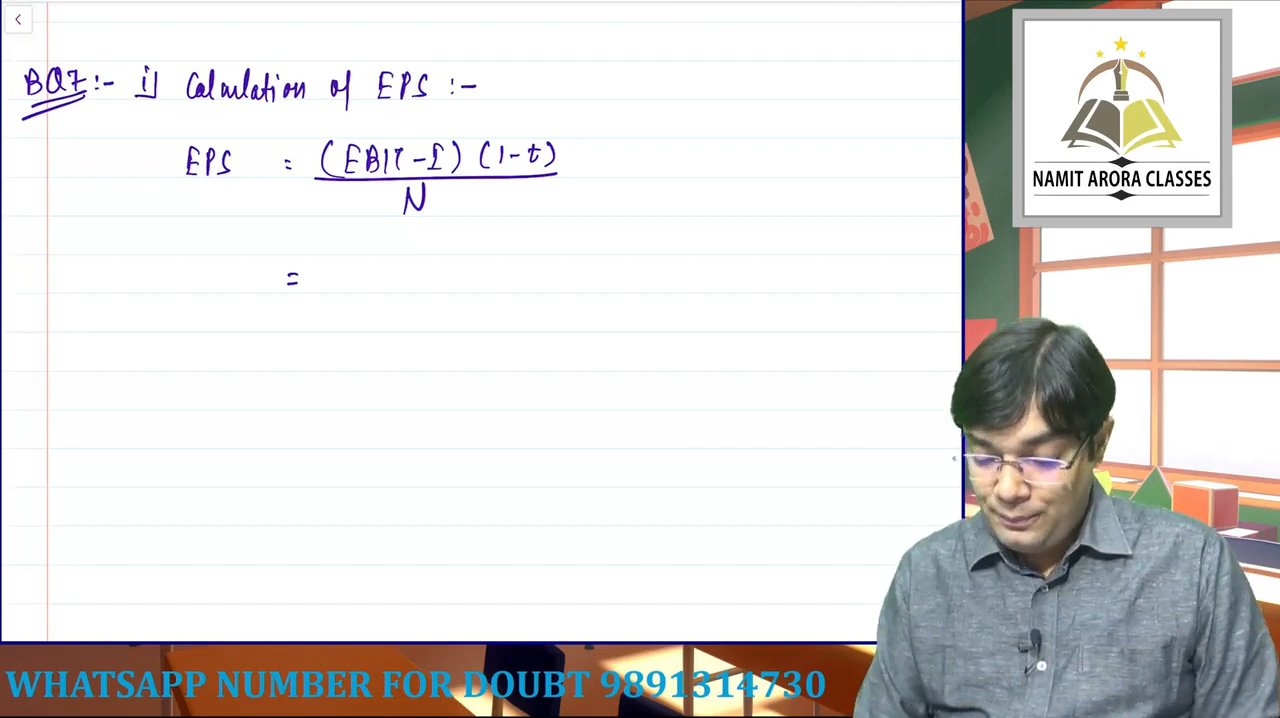 BQ7:- i) Calculation of EPS :-
EPS = (EBIT-I) (1-t)
N
=
NAMIT ARORA CLASSES
WHATSAPP NUMBER FOR DOUBT 9891314730